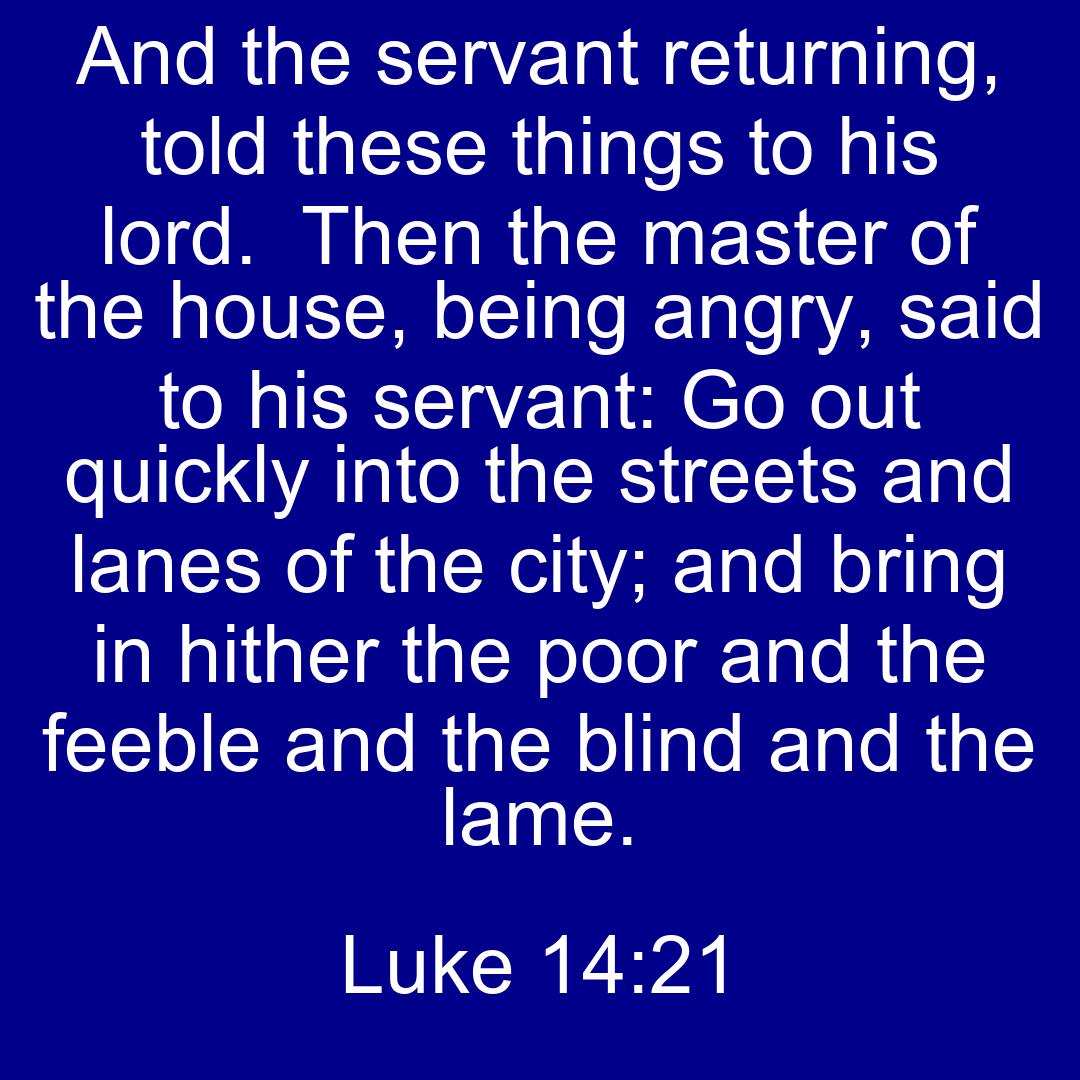 And the servant returning,
told these things to his
lord.  Then the master of
the house, being angry, said
to his servant: Go out
quickly into the streets and
lanes of the city; and bring
in hither the poor and the
feeble and the blind and the
lame.
Luke 14:21